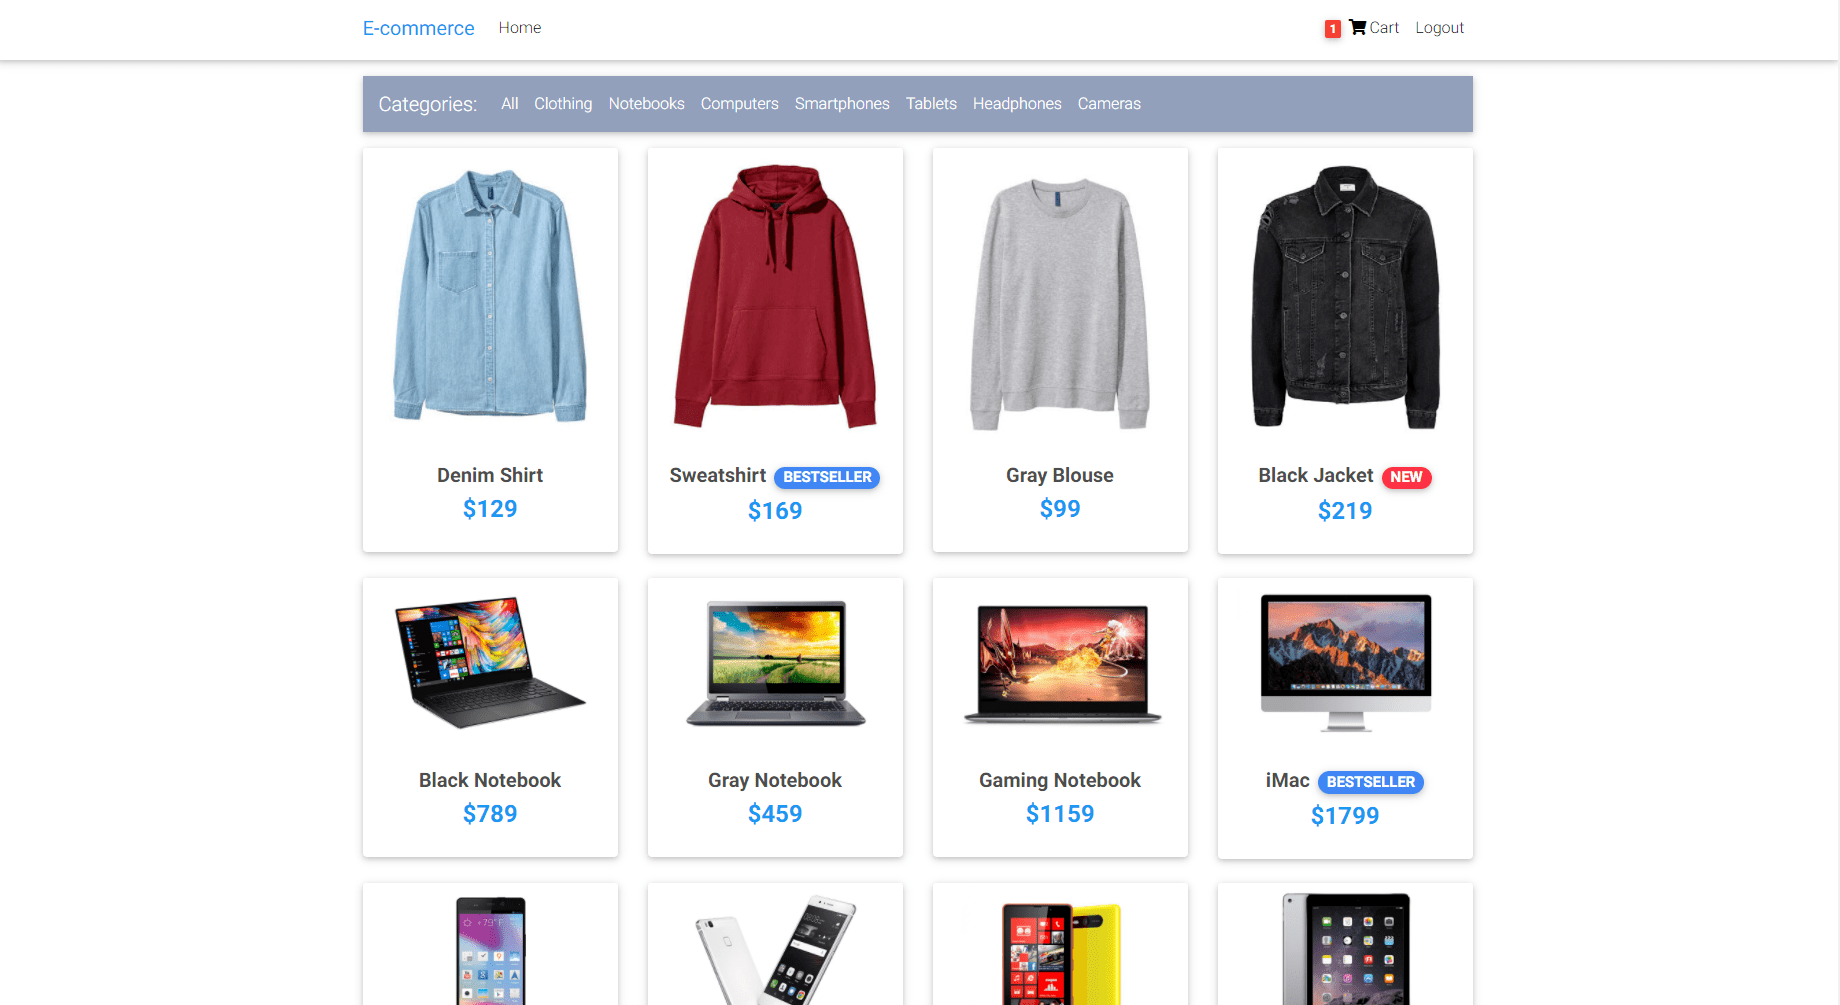 E-commerce Home 1 Cart Logout
Categories: All Clothing Notebooks Computers Smartphones Tablets Headphones Cameras
Denim Shirt
$129
Sweatshirt BESTSELLER
$169
Gray Blouse
$99
Black Jacket NEW
$219
Black Notebook
$789
Gray Notebook
$459
Gaming Notebook
$1159
iMac BESTSELLER
$1799
+79°F